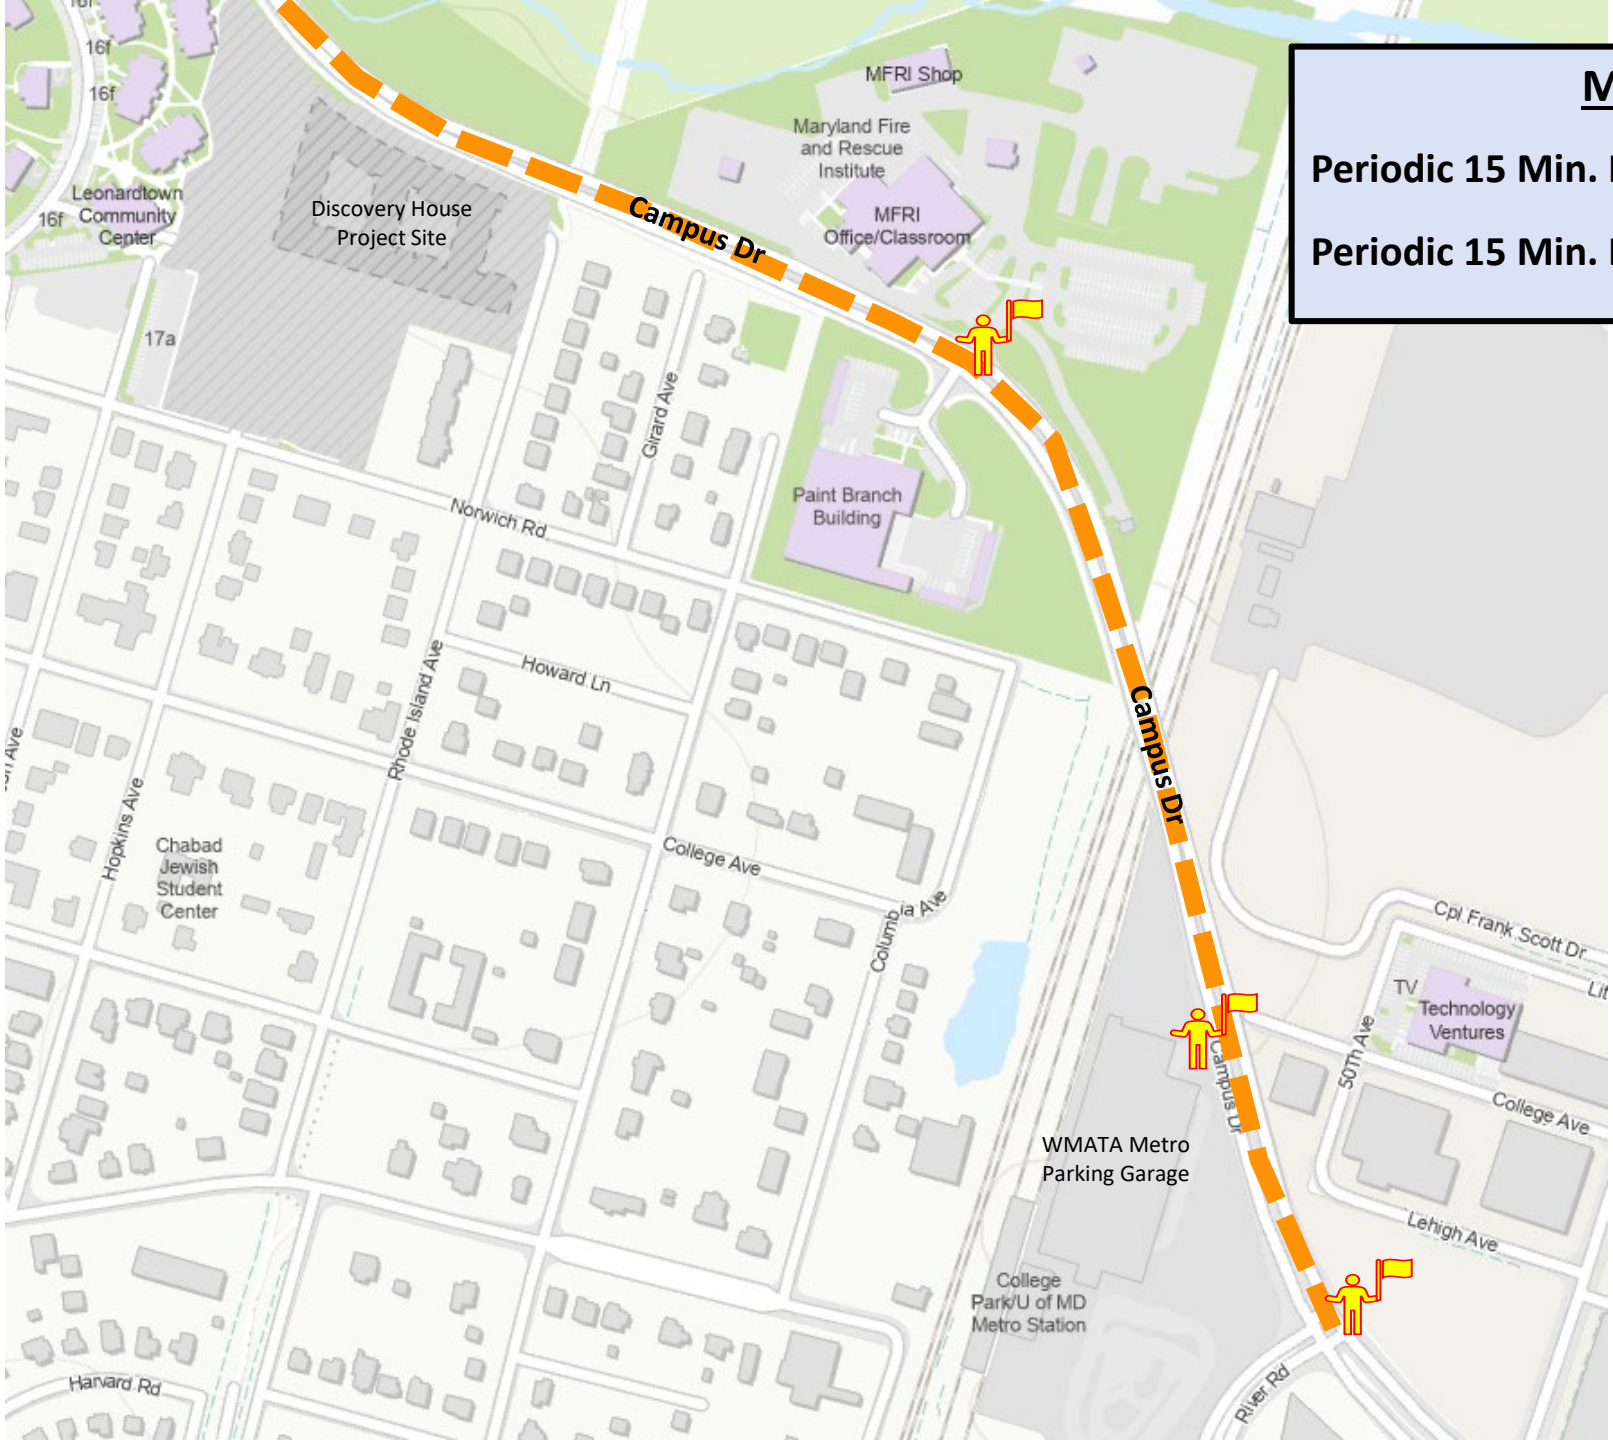 16f
16f
MFRI Shop
Maryland Fire
and Rescue
Institute
Periodic 15 Min.
Periodic 15 Min.
Leonardtown
Community
Center
16f
Discovery House
Project Site
Campus Dr
MFRI
Office/Classroom
17a
Girard Ave
Norwich Rd
Paint Branch
Building
Howard Ln
Rhode Island Ave
Campus Dr
Hopkins Ave
Chabad
Jewish
Student
Center
College Ave
Columbia Ave
Cpl Frank Scott Dr
TV
Technology
Ventures
50Th Ave
Campus Dr
College Ave
WMATA Metro
Parking Garage
Lehigh Ave
College
Park/U of MD
Metro Station
Harvard Rd
River Rd